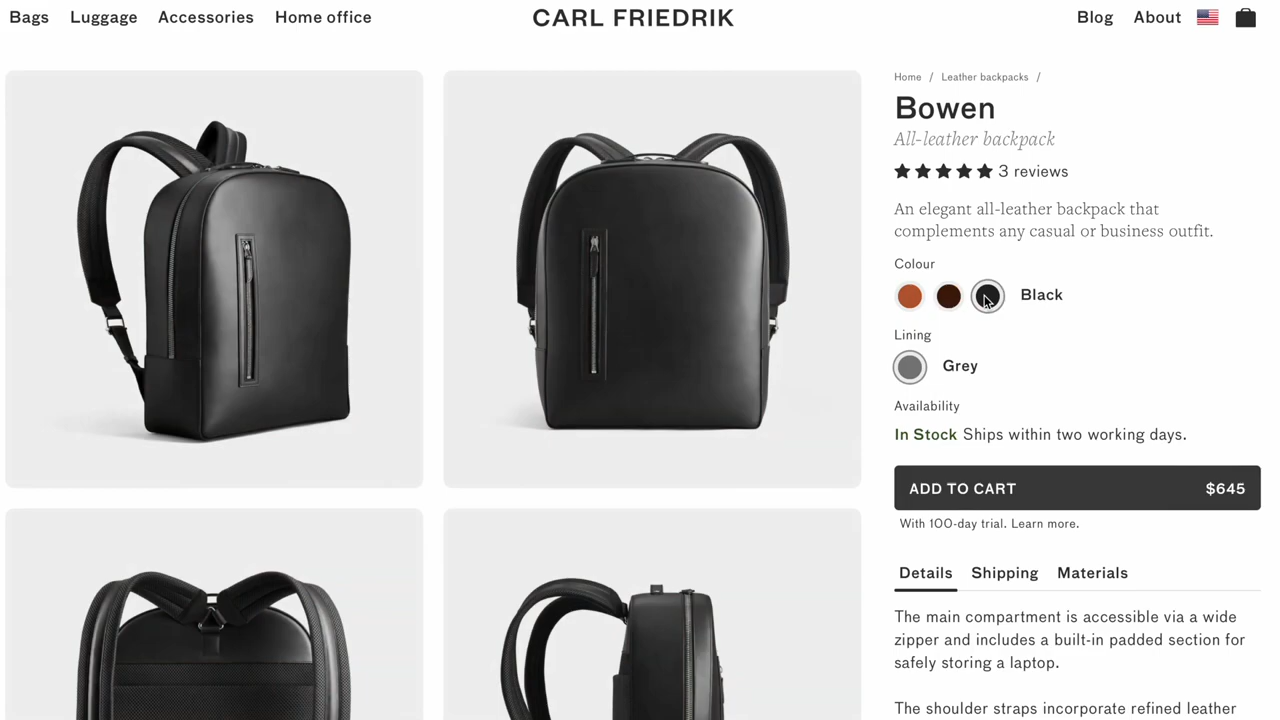 Bags Luggage Accessories Home office CARL FRIEDRIK Blog About
Home / Leather backpacks /
Bowen
All-leather backpack
3 reviews
An elegant all-leather backpack that
complements any casual or business outfit.
Colour
Black
Lining
Grey
Availability
In Stock Ships within two working days.
ADD TO CART $645
With 100-day trial. Learn more.
Details Shipping Materials
The main compartment is accessible via a wide
zipper and includes a built-in padded section for
safely storing a laptop.
The shoulder straps incorporate refined leather